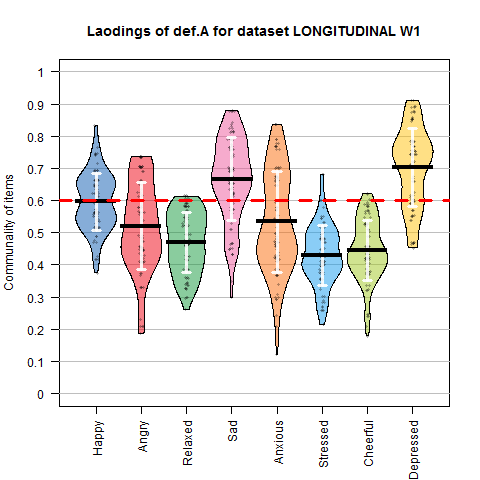 Laodings of def.A for dataset LONGITUDINAL W1
Communality of items
1
0.9
0.8
0.7
0.6
0.5
0.4
0.3
0.2
0.1
0
Happy
Angry
Relaxed
Sad
Anxious
Stressed
Cheerful
Depressed